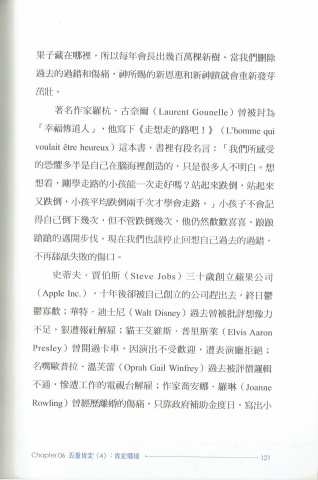 果子藏在哪裡，所以每年會長出幾百萬棵新樹。當我們刪除
過去的過錯和傷痛，神所賜的新恩惠和新神蹟就會重新發芽
茁壯。
著名作家羅杭．古奈爾（Laurent Gounelle）曾被封為
「幸福傳道人」，他寫下《走想走的路吧！》（L'homme qui
voulait être heureux）這本書，書裡有段名言：「我們所感受
的恐懼多半是自己在腦海裡創造的，只是很多人不明白。想
想看，剛學走路的小孩能一次走好嗎？站起來跌倒，站起來
又跌倒，小孩平均跌倒兩千次才學會走路。」小孩子不會記
得自己倒下幾次，但不管跌倒幾次，他仍然歡歡喜喜、踉踉
蹌蹌的邁開步伐。現在我們也該停止回想自己過去的過錯，
不再舔舐失敗的傷口。
史蒂夫．賈伯斯（Steve Jobs）三十歲創立蘋果公司
（Apple Inc.），十年後卻被自己創立的公司趕出去，終日鬱
鬱寡歡；華特．迪士尼（Walt Disney）過去曾被批評想像力
不足，狠遭報社解雇；貓王艾維斯．普里斯萊（Elvis Aaron
Presley）曾開過卡車，因演出不受歡迎，遭表演廳拒絕；
名嘴歐普拉．溫芙蕾（Oprah Gail Winfrey）過去被評價邏輯
不通，慘遭工作的電視台解雇；作家喬安娜．羅琳（Joanne
Rowling）曾經歷離婚的傷痛，只靠政府補助金度日，寫出小
Chapter 06 五重肯定（4）：肯定環境 121